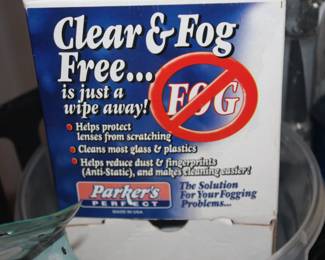 Clear & Fog
Free...
is just a
wipe away!
FOG
Helps protect
lenses from scratching
Cleans most glass & plastics
Helps reduce dust & fingerprints
(Anti-Static), and makes cleaning easier!
Parker's
PERFECT
MADE IN USA
The Solution
For Your Fogging
Problems...